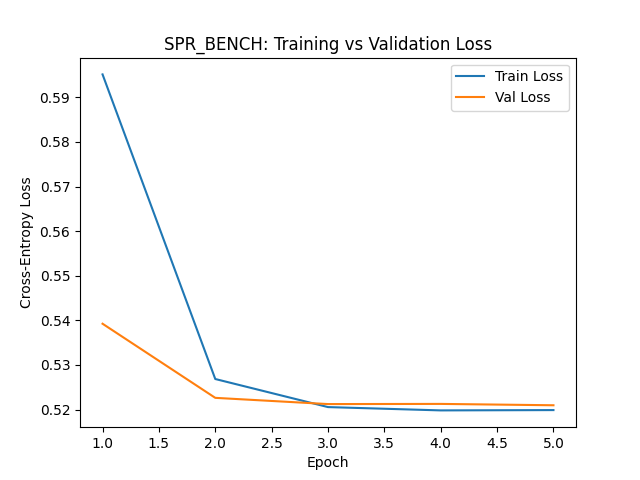 SPR_BENCH: Training vs Validation Loss
Train Loss
Val Loss
Cross-Entropy Loss
0.59
0.58
0.57
0.56
0.55
0.54
0.53
0.52
1.0 1.5 2.0 2.5 3.0 3.5 4.0 4.5 5.0
Epoch